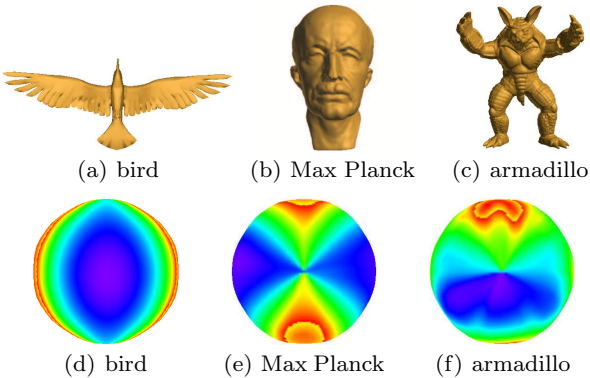 (a) bird
(b) Max Planck
(c) armadillo
(d) bird
(e) Max Planck
(f) armadillo